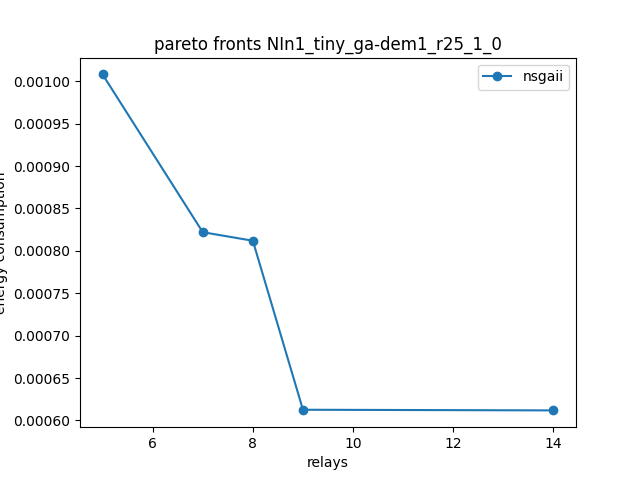 pareto fronts NIn1_tiny_ga-dem1_r25_1_0
nsgaii
0.00100
0.00095
0.00090
0.00085
0.00080
0.00075
0.00070
0.00065
0.00060
energy consumption
6 8 10 12 14
relays